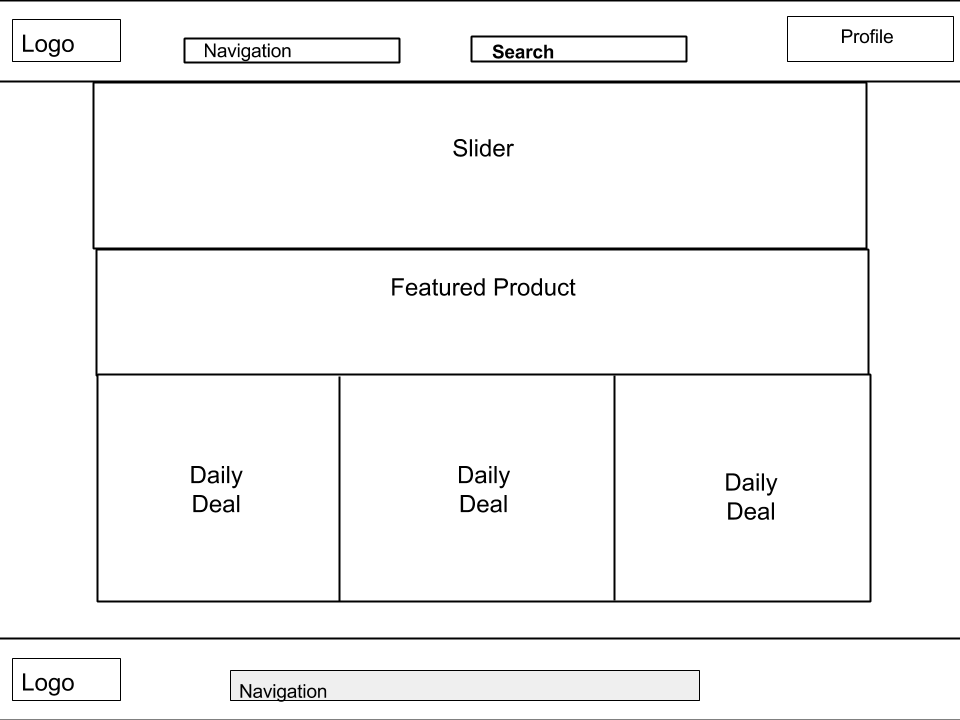 Logo
Navigation
Search
Profile
Slider
Featured Product
Daily
Deal
Daily
Deal
Daily
Deal
Logo
Navigation